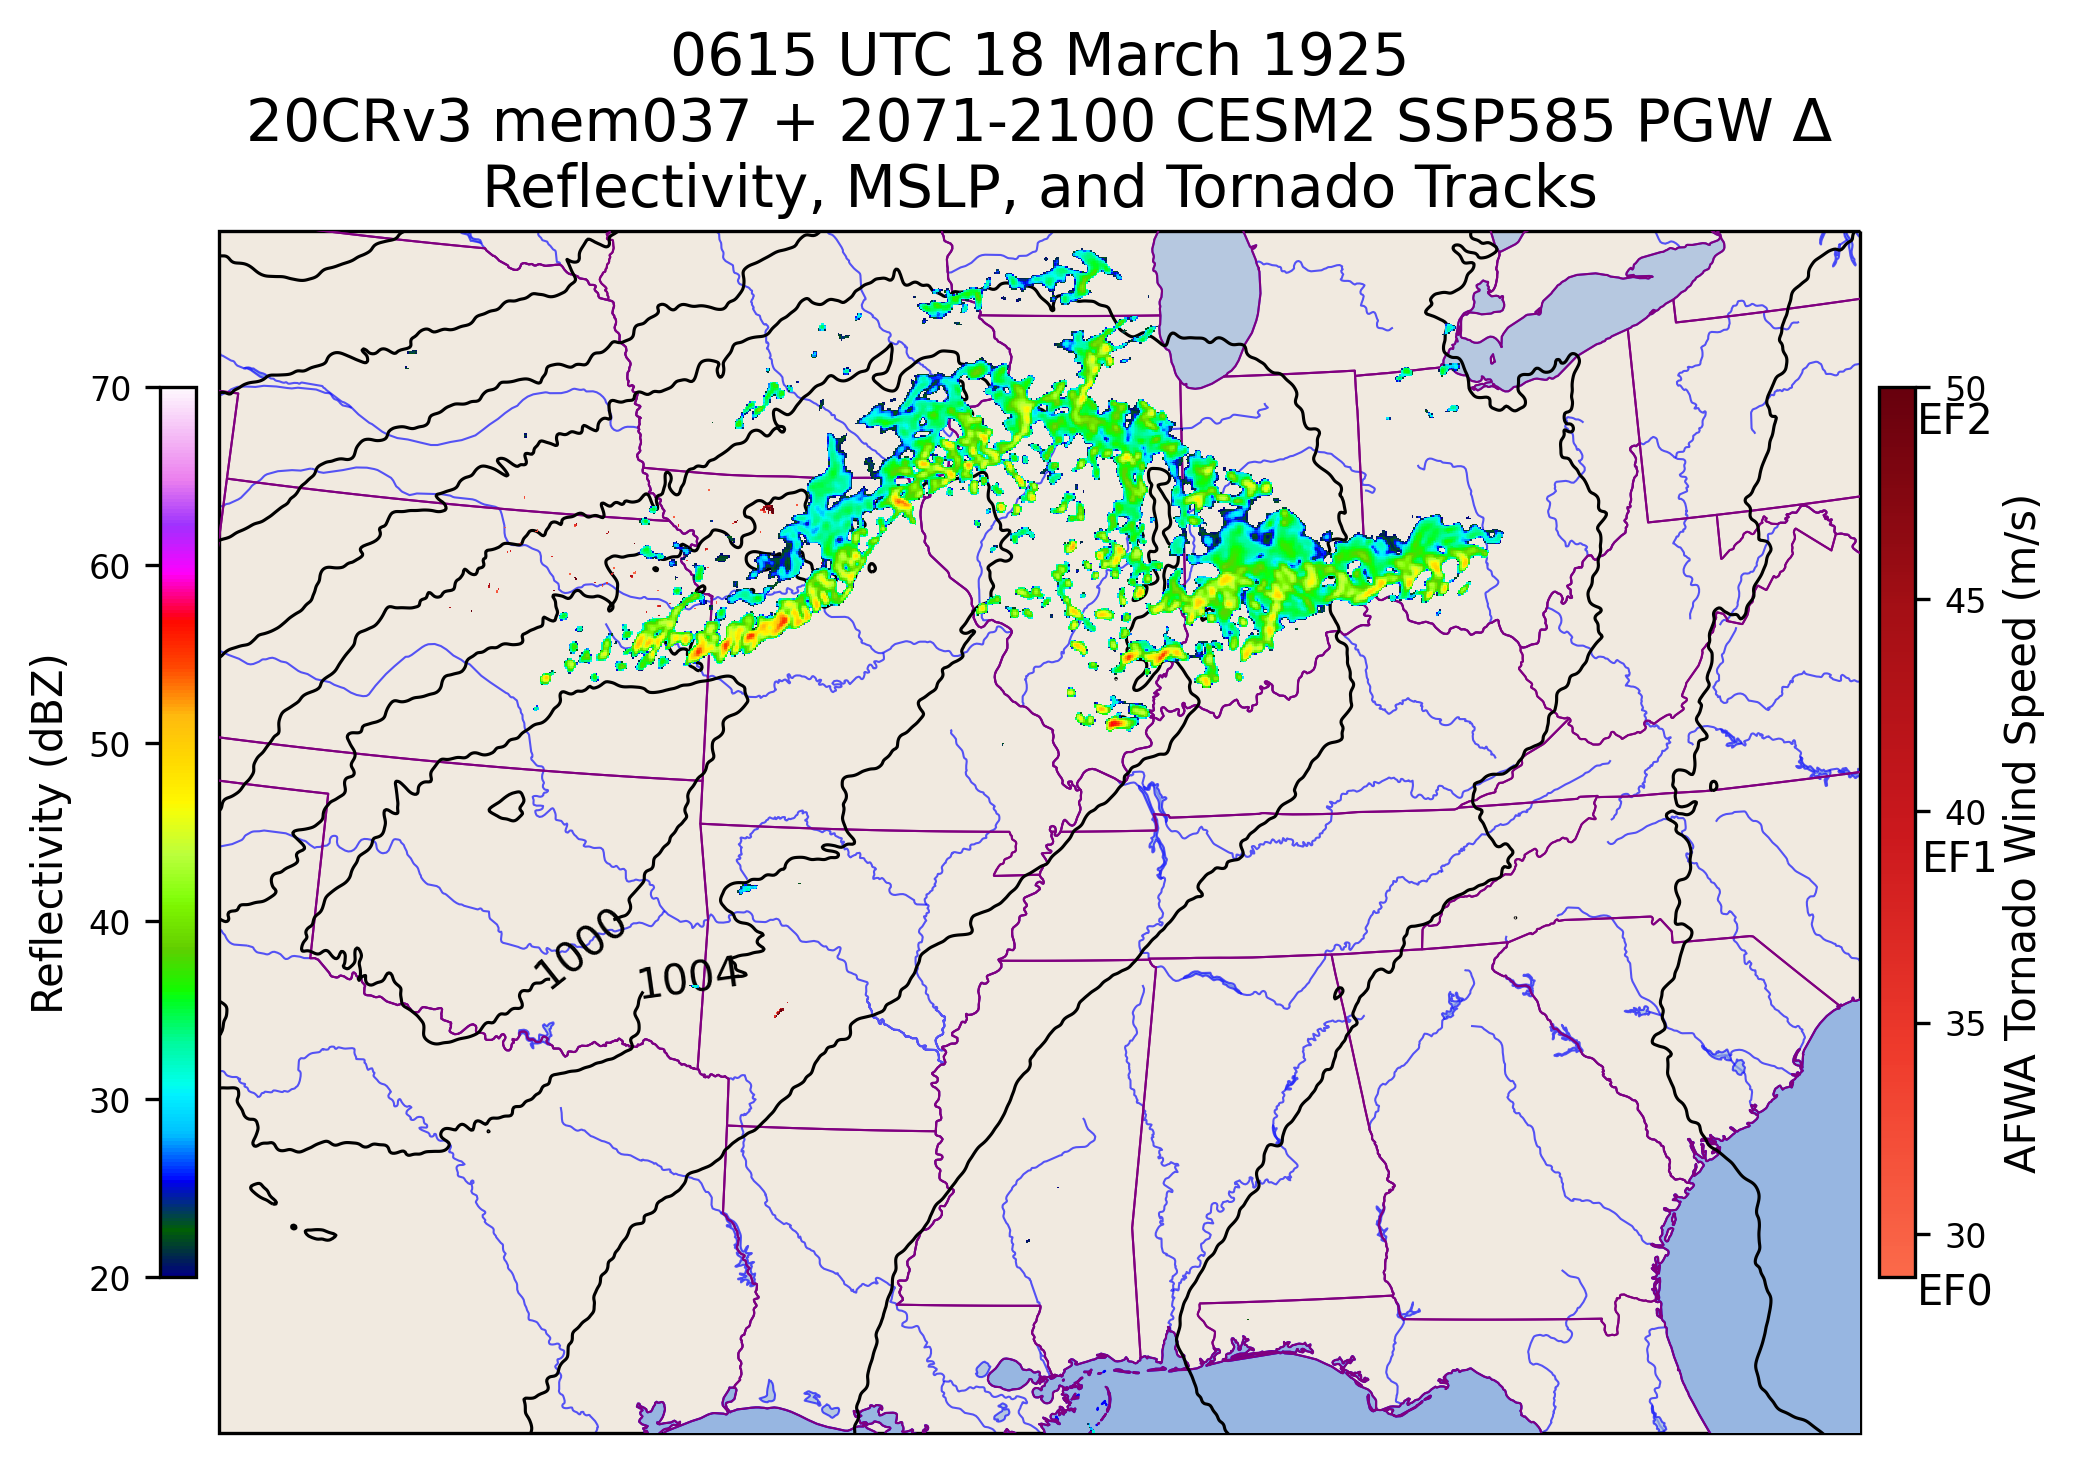 0615 UTC 18 March 1925
20CRv3 mem037 + 2071-2100 CESM2 SSP585 PGW Δ
Reflectivity, MSLP, and Tornado Tracks
Reflectivity (dBZ)
70
60
50
40
30
20
1000
1004
50
EF2
45
40
EF1
35
30
EF0
AFWA Tornado Wind Speed (m/s)